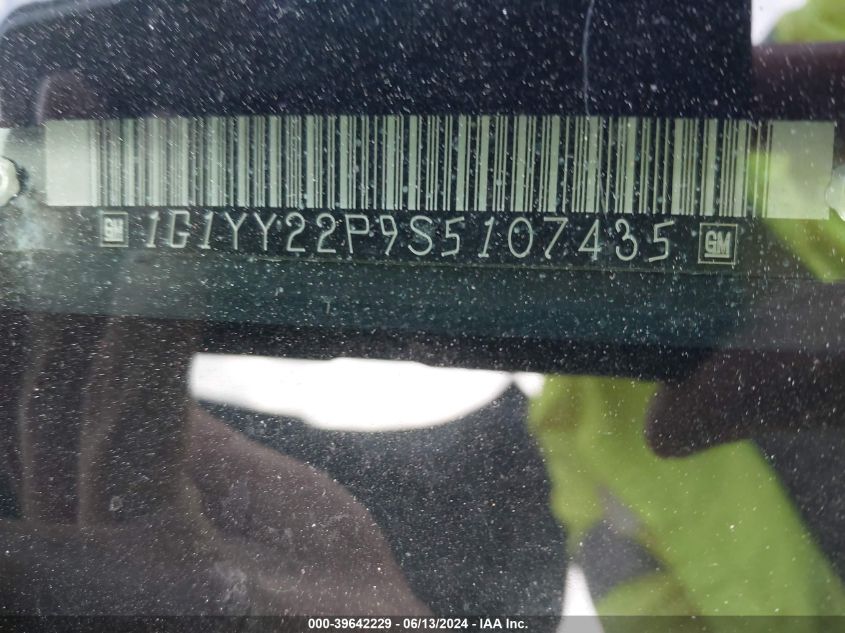 GM 1G1YY22P9S5107435 GM
000-39642229 - 06/13/2024 - IAA Inc.